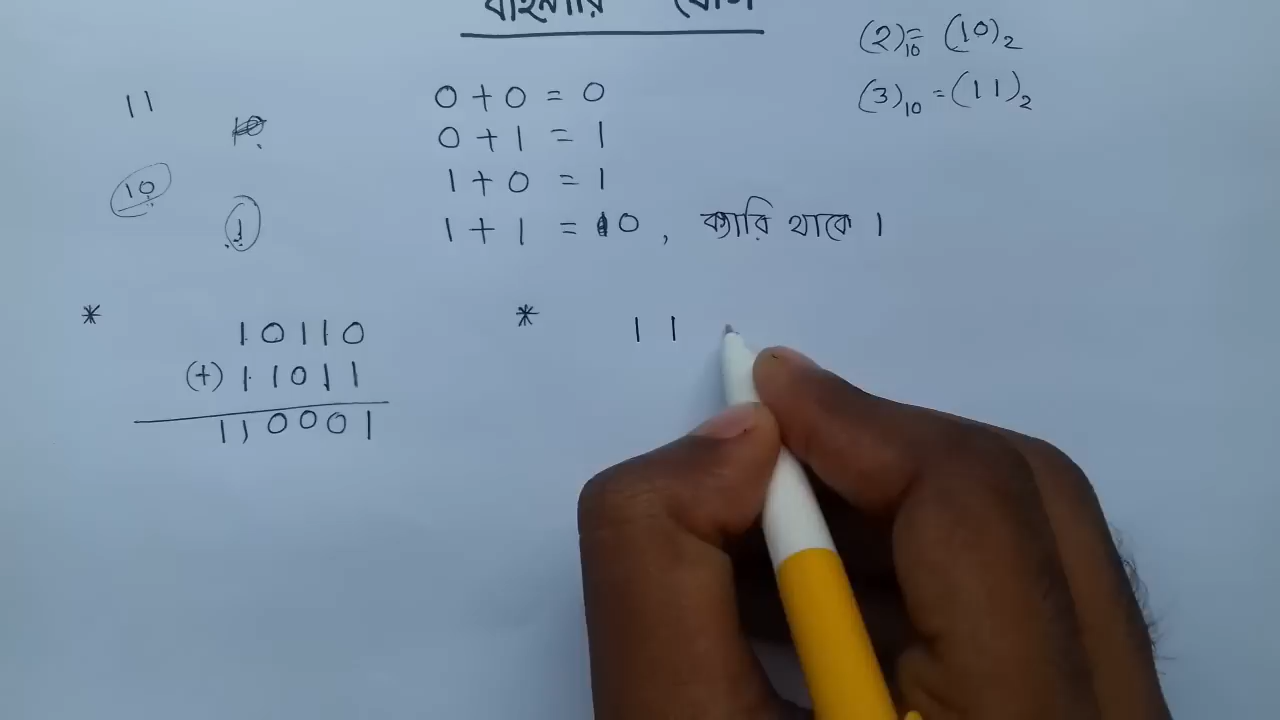 বাইনারি যোগ
(2)₁₀ = (10)₂
(3)₁₀ = (11)₂
11
10
1
0 + 0 = 0
0 + 1 = 1
1 + 0 = 1
1 + 1 = 10 , ক্যারি থাকে ।
* 10110
(+) 11011
110001
* 11